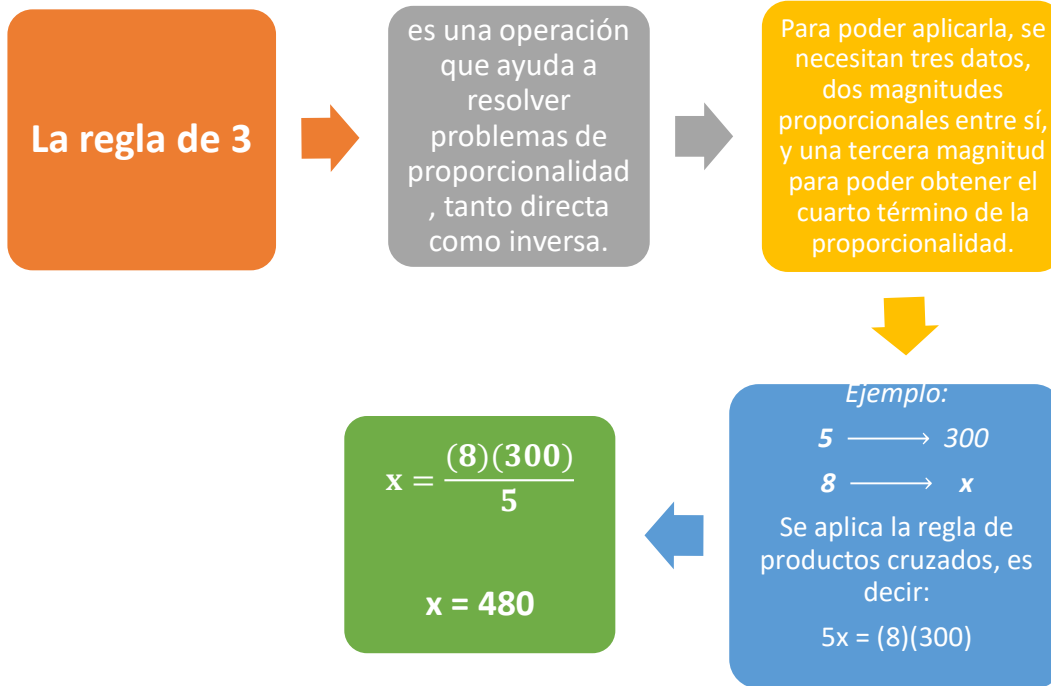 La regla de 3
es una operación
que ayuda a
resolver
problemas de
proporcionalidad
, tanto directa
como inversa.
Para poder aplicarla, se
necesitan tres datos,
dos magnitudes
proporcionales entre sí,
y una tercera magnitud
para poder obtener el
cuarto término de la
proporcionalidad.
Ejemplo:
5 ⟶ 300
8 ⟶ x
Se aplica la regla de
productos cruzados, es
decir:
5x = (8)(300)
x = (8)(300)/5
x = 480